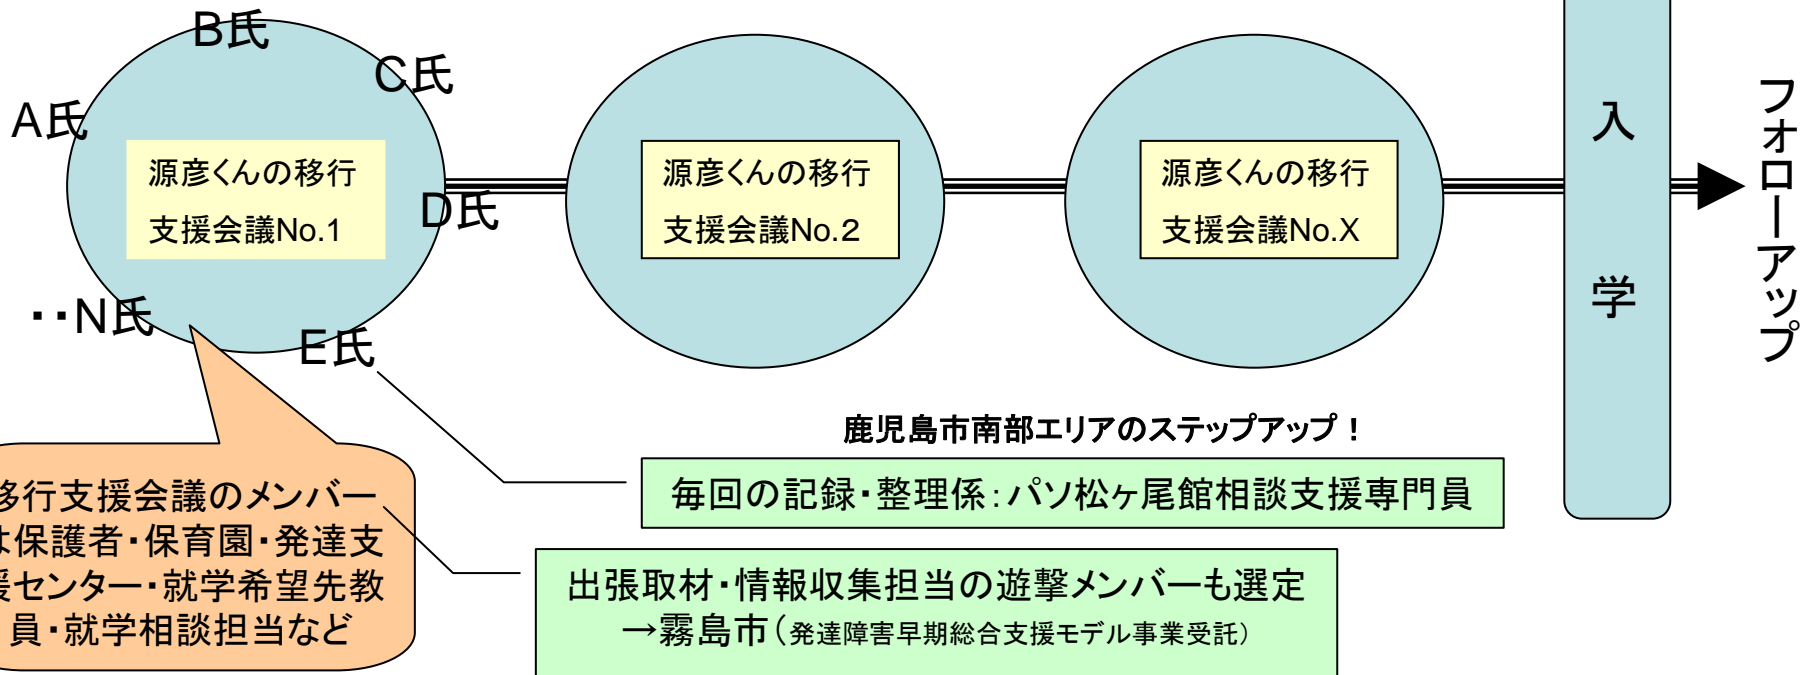 B氏
C氏
A氏
源彦くんの移行
支援会議No.1
D氏
‥N氏
E氏
源彦くんの移行
支援会議No.2
源彦くんの移行
支援会議No.X
入
学
フォローアップ
鹿児島市南部エリアのステップアップ！
毎回の記録・整理係：パソ松ヶ尾館相談支援専門員
移行支援会議のメンバー
は保護者・保育園・発達支
援センター・就学希望先教
員・就学相談担当など
出張取材・情報収集担当の遊撃メンバーも選定
→霧島市（発達障害早期総合支援モデル事業受託）